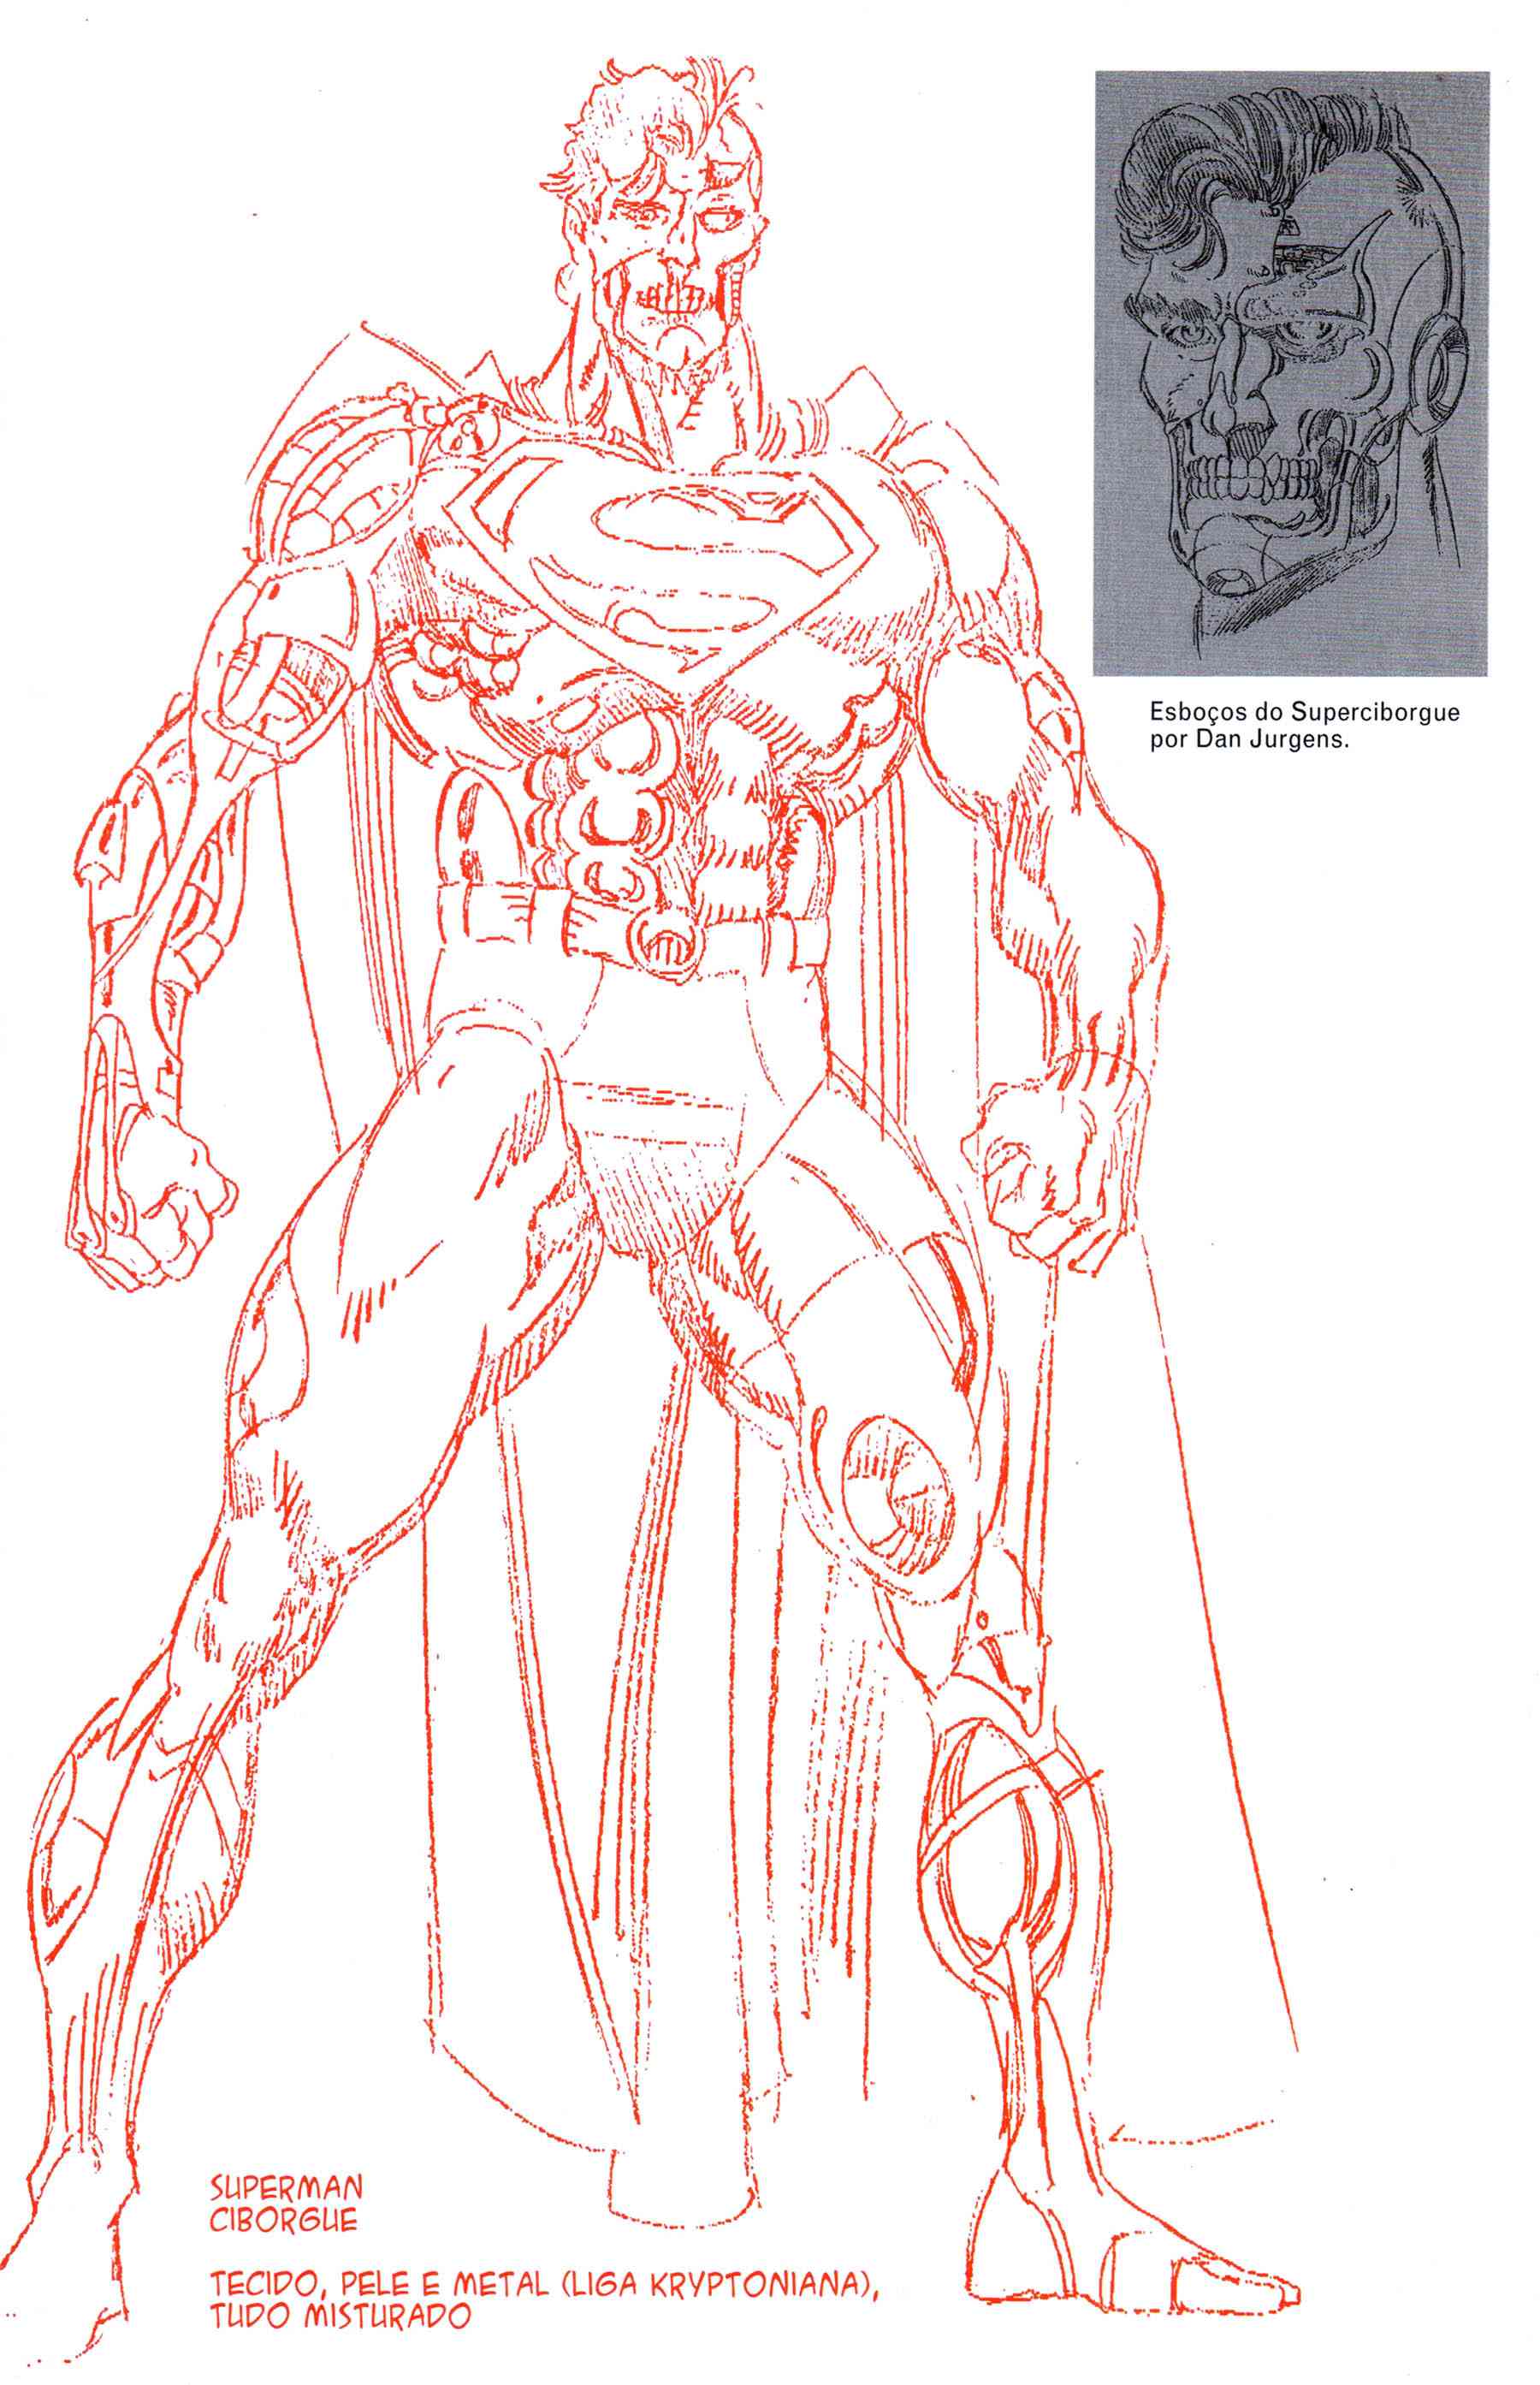 Esboços do Superciborgue
por Dan Jurgens.
SUPERMAN
CIBORGUE
TECIDO, PELE E METAL (LIGA KRYPTONIANA),
TUDO MISTURADO